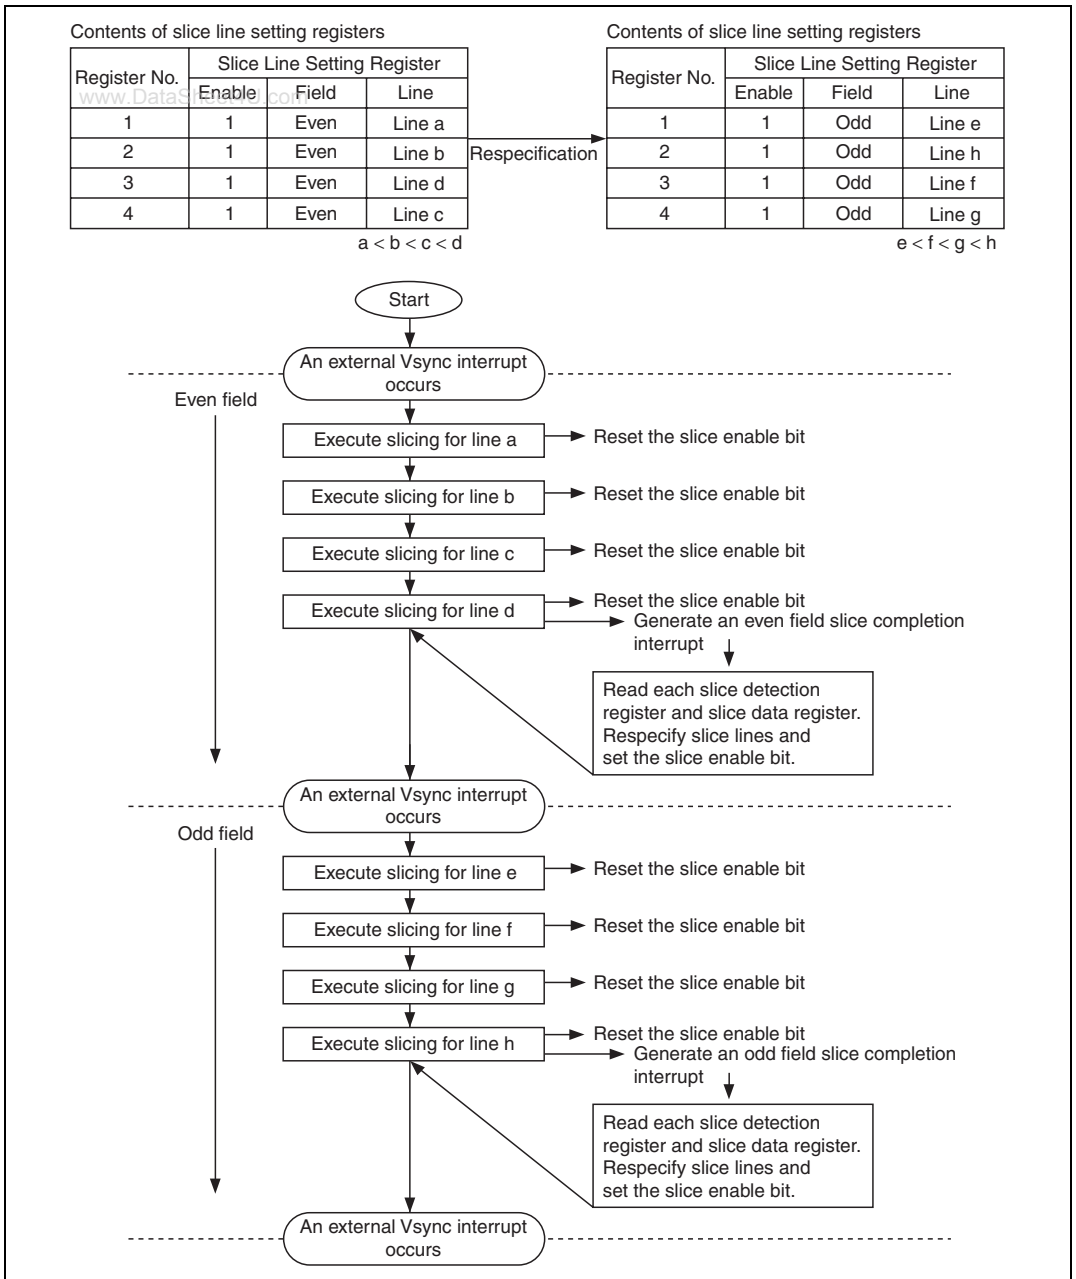 Contents of slice line setting registers
Register No. Slice Line Setting Register
Enable Field Line
1 1 Even Line a
2 1 Even Line b
3 1 Even Line d
4 1 Even Line c
a < b < c < d
www.DataSheet4U.com
Respecification
Contents of slice line setting registers
Register No. Slice Line Setting Register
Enable Field Line
1 1 Odd Line e
2 1 Odd Line h
3 1 Odd Line f
4 1 Odd Line g
e < f < g < h
Start
An external Vsync interrupt
occurs
Even field
Execute slicing for line a
Reset the slice enable bit
Execute slicing for line b
Reset the slice enable bit
Execute slicing for line c
Reset the slice enable bit
Execute slicing for line d
Reset the slice enable bit
Generate an even field slice completion
interrupt
Read each slice detection
register and slice data register.
Respecify slice lines and
set the slice enable bit.
An external Vsync interrupt
occurs
Odd field
Execute slicing for line e
Reset the slice enable bit
Execute slicing for line f
Reset the slice enable bit
Execute slicing for line g
Reset the slice enable bit
Execute slicing for line h
Reset the slice enable bit
Generate an odd field slice completion
interrupt
Read each slice detection
register and slice data register.
Respecify slice lines and
set the slice enable bit.
An external Vsync interrupt
occurs